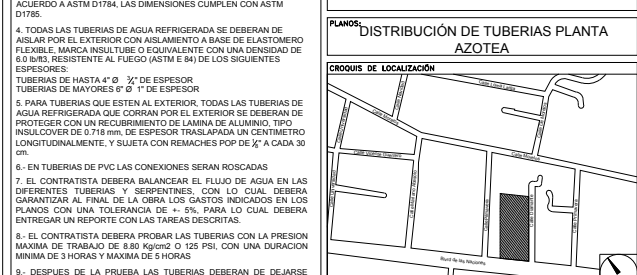 ACUERDO A ASTM D1784, LAS DIMENSIONES CUMPLEN CON ASTM
D1785.
4. TODAS LAS TUBERIAS DE AGUA REFRIGERADA SE DEBERAN DE
AISLAR POR EL EXTERIOR CON AISLAMIENTO A BASE DE ELASTOMERO
FLEXIBLE, MARCA INSULTUBE O EQUIVALENTE CON UNA DENSIDAD DE
6.0 lb/ft3, RESISTENTE AL FUEGO (ASTM E 84) DE LOS SIGUIENTES
ESPESORES:
TUBERIAS DE HASTA 4" Ø ¾" DE ESPESOR
TUBERIAS DE MAYORES 6" Ø 1" DE ESPESOR
5. PARA TUBERIAS QUE ESTEN AL EXTERIOR, TODAS LAS TUBERIAS DE
AGUA REFRIGERADA QUE CORRAN POR EL EXTERIOR SE DEBERAN DE
PROTEGER CON UN RECUBRIMIENTO DE LAMINA DE ALUMINIO, TIPO
INSULCOVER DE 0.718 mm, DE ESPESOR TRASLAPADA UN CENTIMETRO
LONGITUDINALMENTE, Y SUJETA CON REMACHES POP DE " A CADA 30
cm.
6.- EN TUBERIAS DE PVC LAS CONEXIONES SERAN ROSCADAS
7. EL CONTRATISTA DEBERA BALANCEAR EL FLUJO DE AGUA EN LAS
DIFERENTES TUBERIAS Y SERPENTINES, CON LO CUAL DEBERA
GARANTIZAR AL FINAL DE LA OBRA LOS GASTOS INDICADOS EN LOS
PLANOS CON UNA TOLERANCIA DE +- 5%, PARA LO CUAL DEBERA
ENTREGAR UN REPORTE CON LAS TAREAS DESCRITAS.
8.- EL CONTRATISTA DEBERA PROBAR LAS TUBERIAS CON LA PRESION
MAXIMA DE TRABAJO DE 8.80 Kg/cm2 O 125 PSI, CON UNA DURACION
MINIMA DE 3 HORAS Y MAXIMA DE 5 HORAS
9.- DESPUES DE LA PRUEBA LAS TUBERIAS DEBERAN DE DEJARSE
PLANOS:
DISTRIBUCIÓN DE TUBERIAS PLANTA
AZOTEA
CROQUIS DE LOCALIZACIÓN